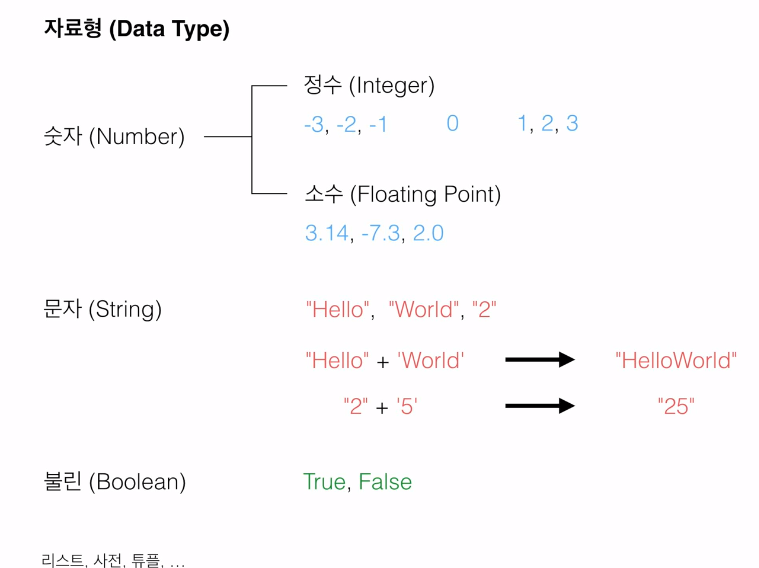 자료형 (Data Type)
정수 (Integer)
-3, -2, -1 0 1, 2, 3
숫자 (Number)
소수 (Floating Point)
3.14, -7.3, 2.0
문자 (String) "Hello", "World", "2"
"Hello" + 'World' "HelloWorld"
"2" + '5' "25"
불린 (Boolean) True, False
리스트, 사전, 튜플, ...